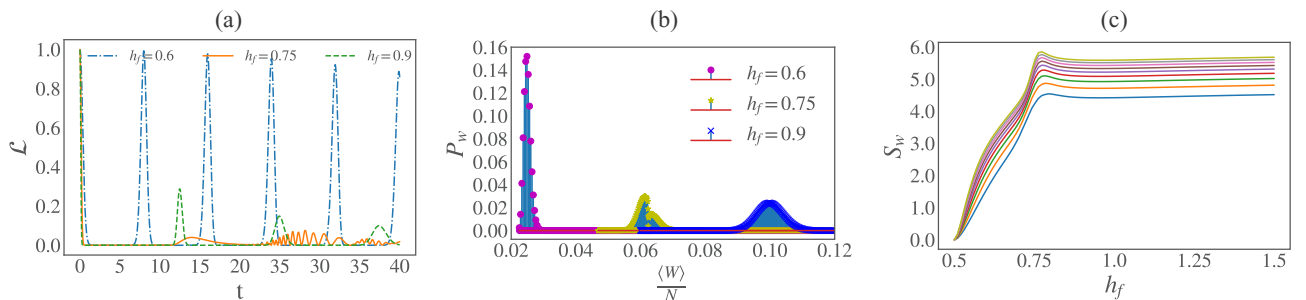 (a)
h_f=0.6 h_f=0.75 h_f=0.9
1.0
0.8
0.6
0.4
0.2
0.0
ℒ
0 5 10 15 20 25 30 35 40
t
(b)
0.16
0.14
0.12
0.10
0.08
0.06
0.04
0.02
0.00
P_w
h_f=0.6
h_f=0.75
h_f=0.9
0.02 0.04 0.06 0.08 0.10 0.12
⟨W⟩
N
(c)
6.0
5.0
4.0
3.0
2.0
1.0
0.0
S_w
0.5 0.75 1.0 1.25 1.5
h_f